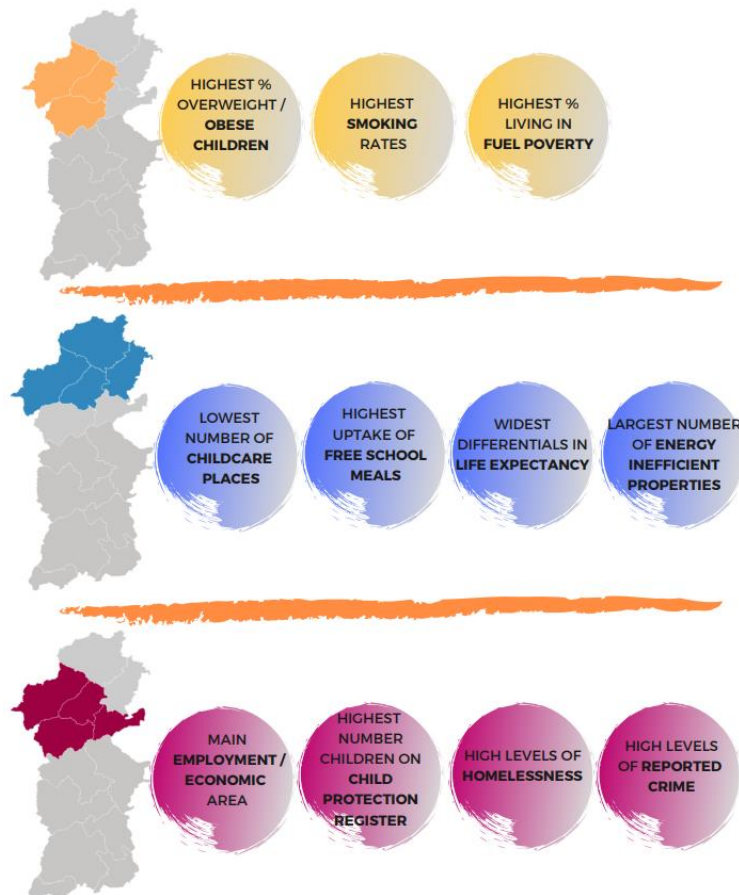 HIGHEST %
OVERWEIGHT /
OBESE
CHILDREN
HIGHEST
SMOKING
RATES
HIGHEST %
LIVING IN
FUEL POVERTY
LOWEST
NUMBER OF
CHILDCARE
PLACES
HIGHEST
UPTAKE OF
FREE SCHOOL
MEALS
WIDEST
DIFFERENTIALS IN
LIFE EXPECTANCY
LARGEST NUMBER
OF ENERGY
INEFFICIENT
PROPERTIES
MAIN
EMPLOYMENT /
ECONOMIC
AREA
HIGHEST
NUMBER
CHILDREN ON
CHILD
PROTECTION
REGISTER
HIGH LEVELS OF
HOMELESSNESS
HIGH LEVELS
OF REPORTED
CRIME